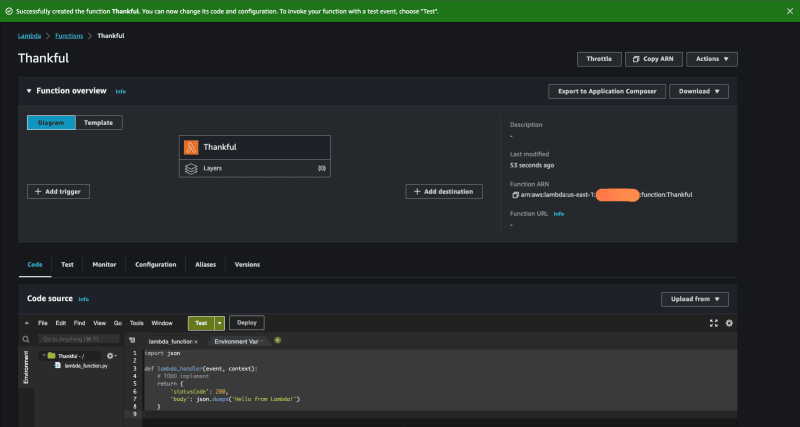 Successfully created the function Thankful. You can now change its code and configuration. To invoke your function with a test event, choose "Test".
Lambda > Functions > Thankful
Thankful
Throttle
Copy ARN
Actions
Function overview Info
Export to Application Composer
Download
Diagram
Template
Thankful
Layers (0)
+ Add trigger
+ Add destination
Description
-
Last modified
53 seconds ago
Function ARN
arn:aws:lambda:us-east-1: :function:Thankful
Function URL Info
-
Code Test Monitor Configuration Aliases Versions
Code source Info
Upload from
File Edit Find View Go Tools Window Test Deploy
Go to Anything (⌘ P)
lambda_function × Environment Vari ×
Environment
Thankful - /
lambda_function.py
1 import json
2
3 def lambda_handler(event, context):
4 # TODO implement
5 return {
6 'statusCode': 200,
7 'body': json.dumps('Hello from Lambda!')
8 }
9